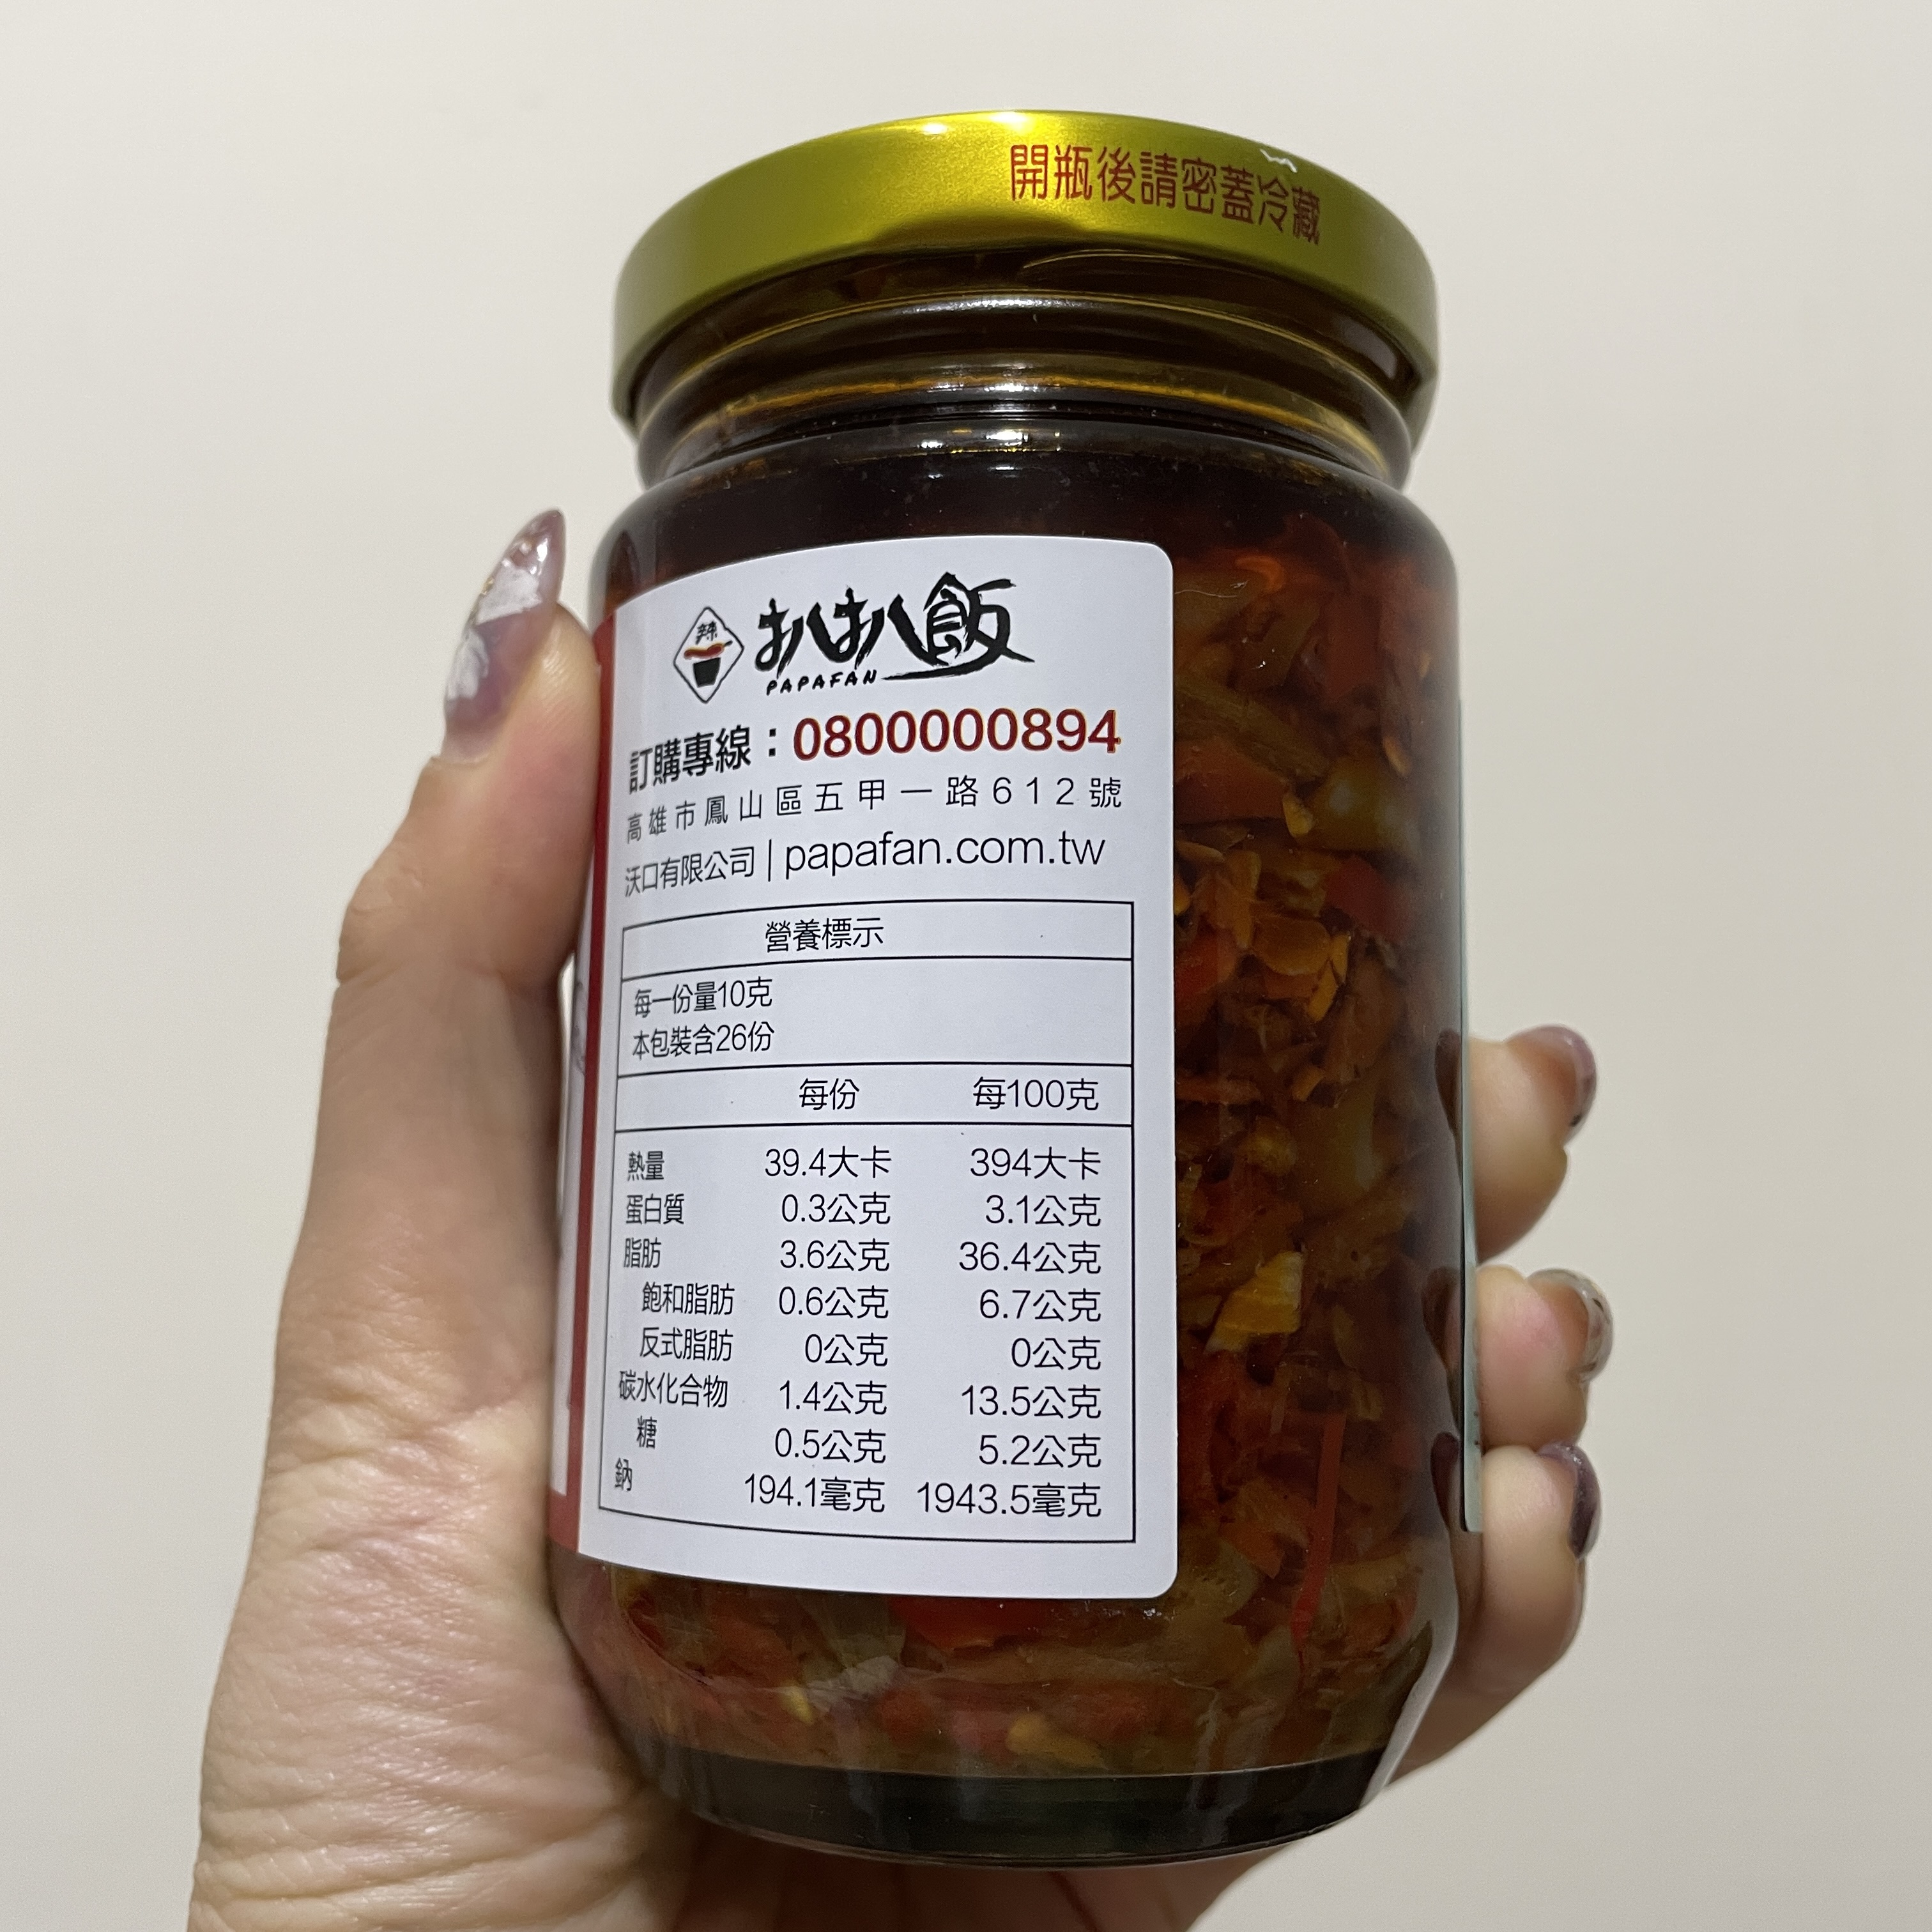 開瓶後請密蓋冷藏
辣
扒扒飯
PAPAFAN
訂購專線：0800000894
高雄市鳳山區五甲一路612號
沃口有限公司 | papafan.com.tw
營養標示
每一份量10克
本包裝含26份
每份 每100克
熱量 39.4大卡 394大卡
蛋白質 0.3公克 3.1公克
脂肪 3.6公克 36.4公克
飽和脂肪 0.6公克 6.7公克
反式脂肪 0公克 0公克
碳水化合物 1.4公克 13.5公克
糖 0.5公克 5.2公克
鈉 194.1毫克 1943.5毫克